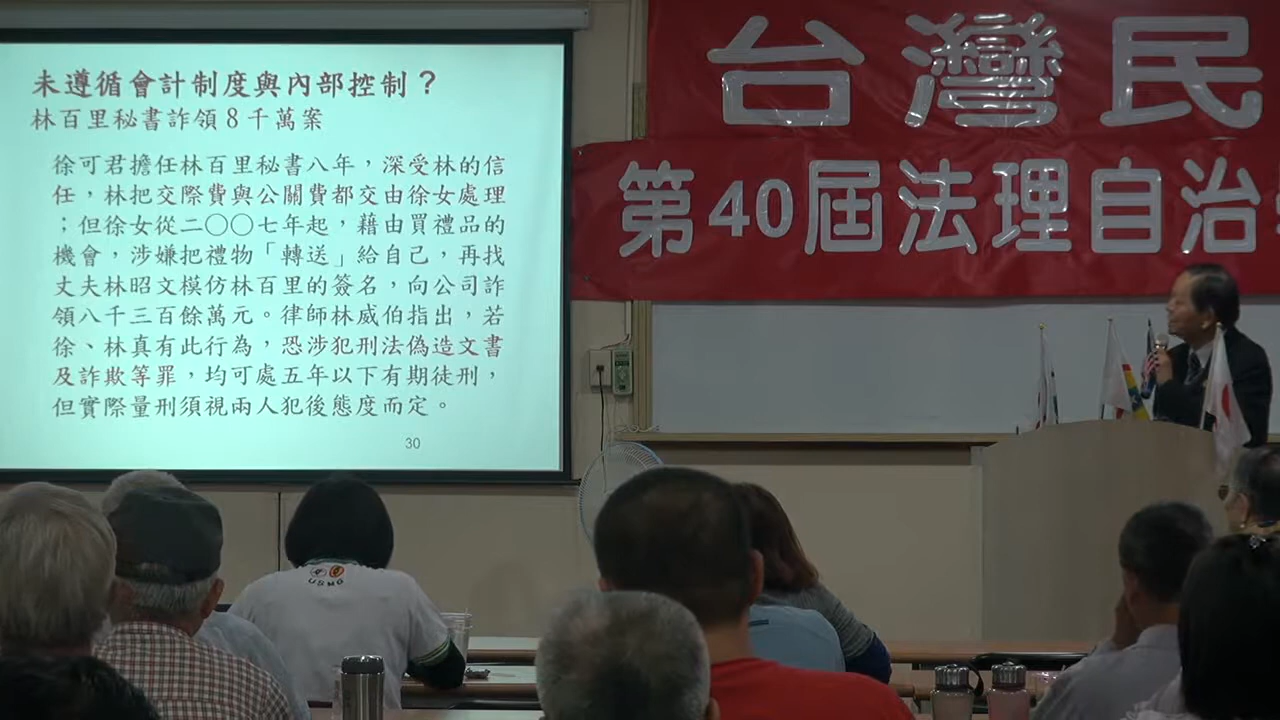 未遵循會計制度與內部控制？
林百里秘書詐領8千萬案
徐可君擔任林百里秘書八年，深受林的信
任，林把交際費與公關費都交由徐女處理
；但徐女從二〇〇七年起，藉由買禮品的
機會，涉嫌把禮物「轉送」給自己，再找
丈夫林昭文模仿林百里的簽名，向公司詐
領八千三百餘萬元。律師林威伯指出，若
徐、林真有此行為，恐涉犯刑法偽造文書
及詐欺等罪，均可處五年以下有期徒刑，
但實際量刑須視兩人犯後態度而定。
30
台灣民
第40屆法理自治
USMG